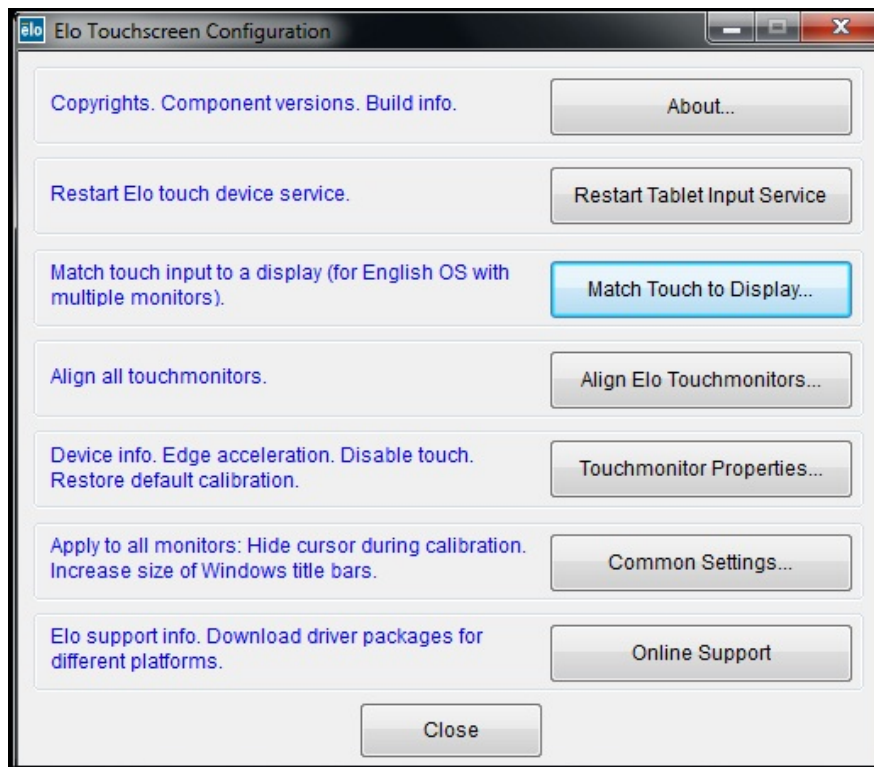 elo Elo Touchscreen Configuration
Copyrights. Component versions. Build info.
About...
Restart Elo touch device service.
Restart Tablet Input Service
Match touch input to a display (for English OS with
multiple monitors).
Match Touch to Display...
Align all touchmonitors.
Align Elo Touchmonitors...
Device info. Edge acceleration. Disable touch.
Restore default calibration.
Touchmonitor Properties...
Apply to all monitors: Hide cursor during calibration.
Increase size of Windows title bars.
Common Settings...
Elo support info. Download driver packages for
different platforms.
Online Support
Close